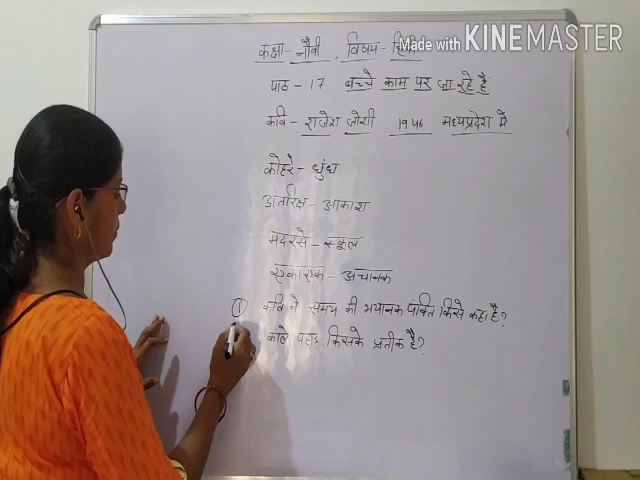 Made with KINEMASTER
कक्षा - नौवी , विषय - हिन्दी
पाठ - 17 बच्चे काम पर जा रहे है
कवि - राजेश जोशी 1946 मध्यप्रदेश में
कोहरे - धुंध
अंतरिक्ष - आकाश
मदरसे - स्कूल
एकाएक - अचानक
① कवि ने समय की भयानक पंक्ति किसे कहा है?
काले पहाड़ किसके प्रतीक है?